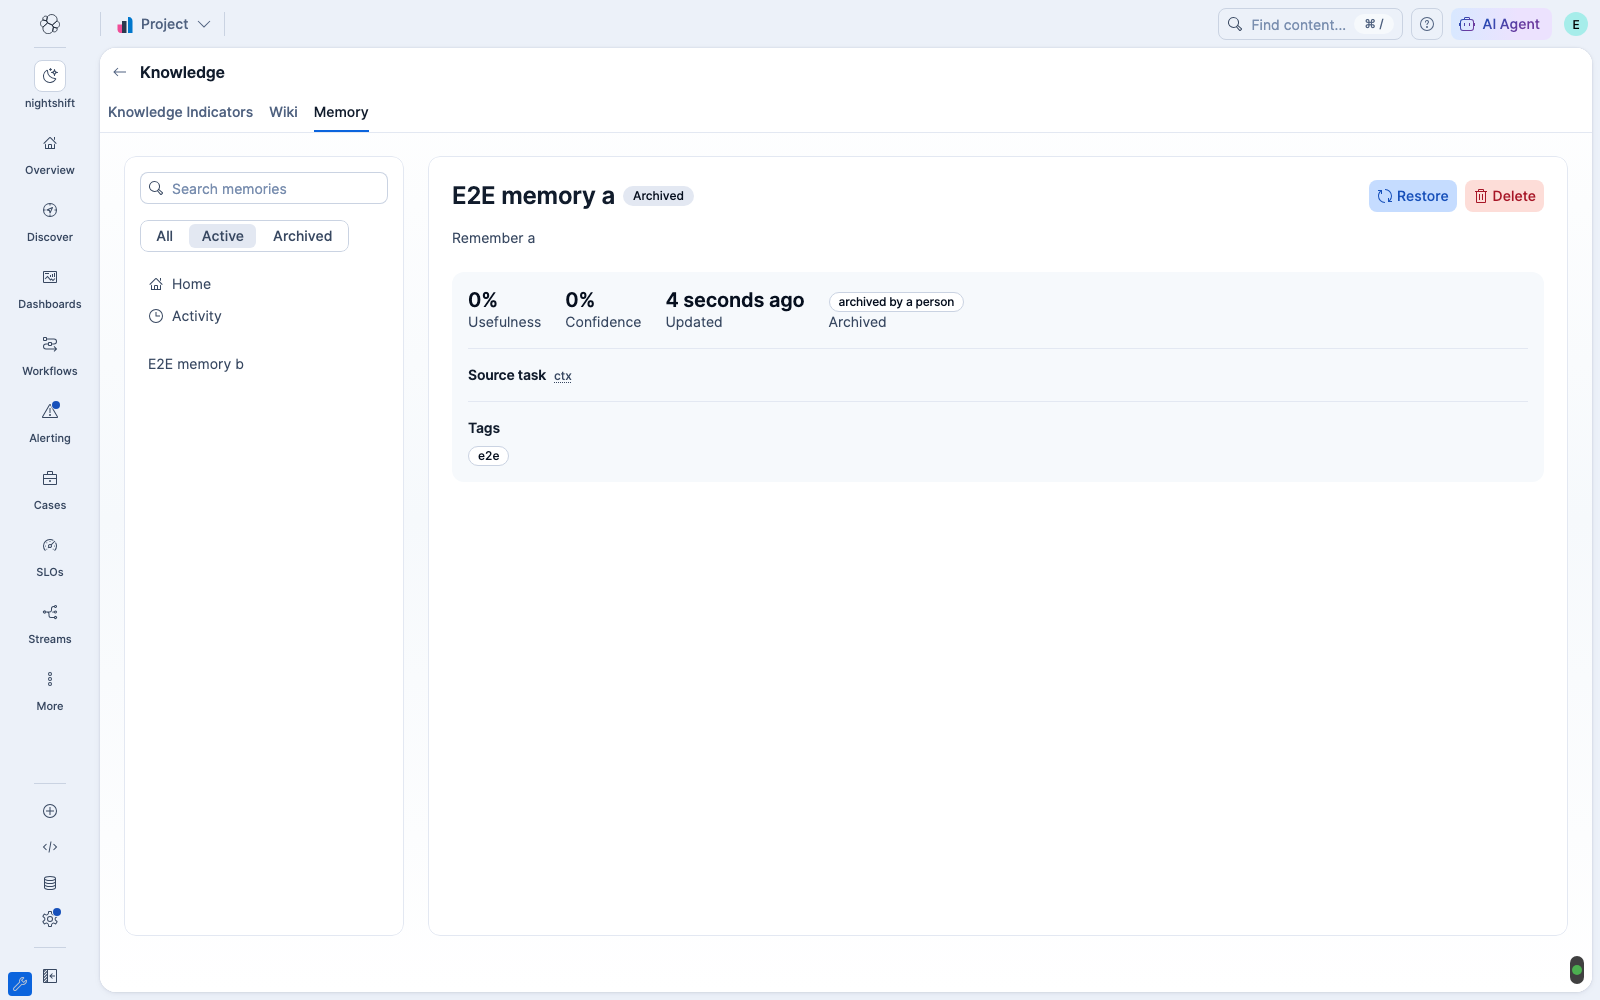 Project
Find content... ⌘ /
AI Agent
E
nightshift
Overview
Discover
Dashboards
Workflows
Alerting
Cases
SLOs
Streams
More
Knowledge
Knowledge Indicators Wiki Memory
Search memories
All Active Archived
Home
Activity
E2E memory b
E2E memory a Archived
Restore Delete
Remember a
0% 0% 4 seconds ago archived by a person
Usefulness Confidence Updated Archived
Source task ctx
Tags
e2e